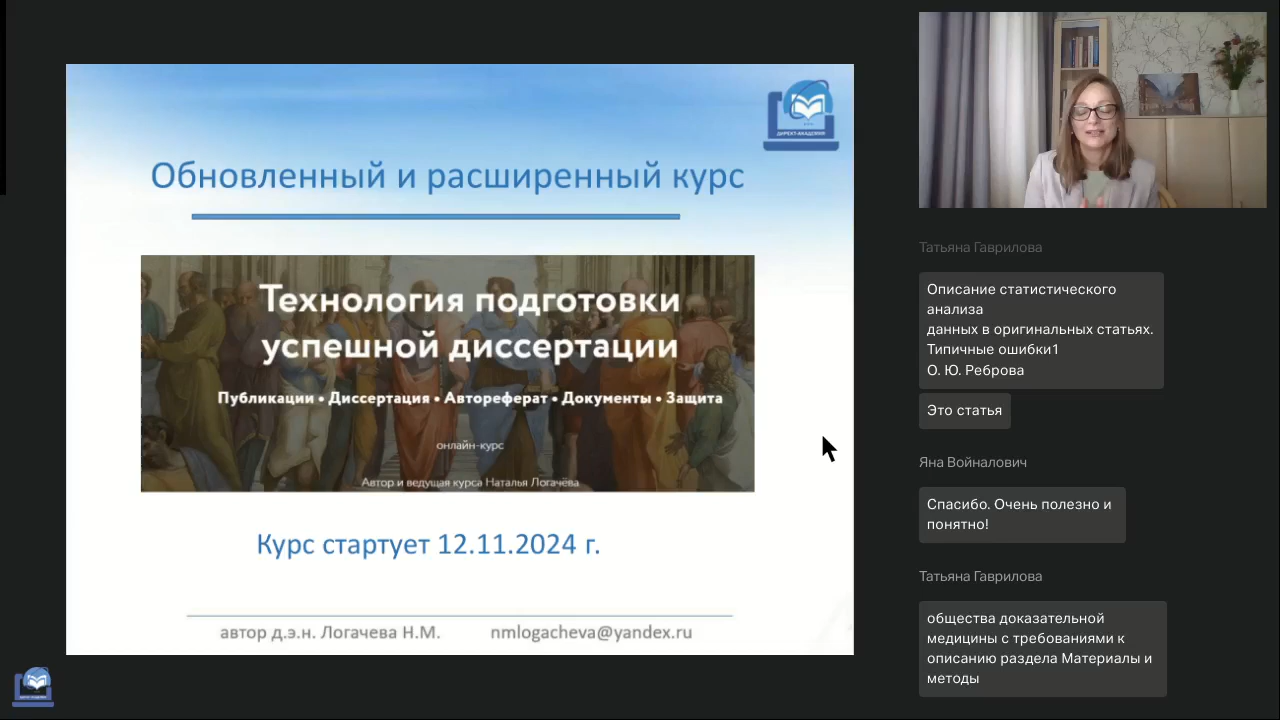 ДИРЕКТ-АКАДЕМИЯ
Обновленный и расширенный курс
Технология подготовки
успешной диссертации
Публикации • Диссертация • Автореферат • Документы • Защита
онлайн-курс
Автор и ведущая курса Наталья Логачёва
Курс стартует 12.11.2024 г.
автор д.э.н. Логачева Н.М.
nmlogacheva@yandex.ru
Татьяна Гаврилова
Описание статистического
анализа
данных в оригинальных статьях.
Типичные ошибки1
О. Ю. Реброва
Это статья
Яна Войналович
Спасибо. Очень полезно и
понятно!
Татьяна Гаврилова
общества доказательной
медицины с требованиями к
описанию раздела Материалы и
методы